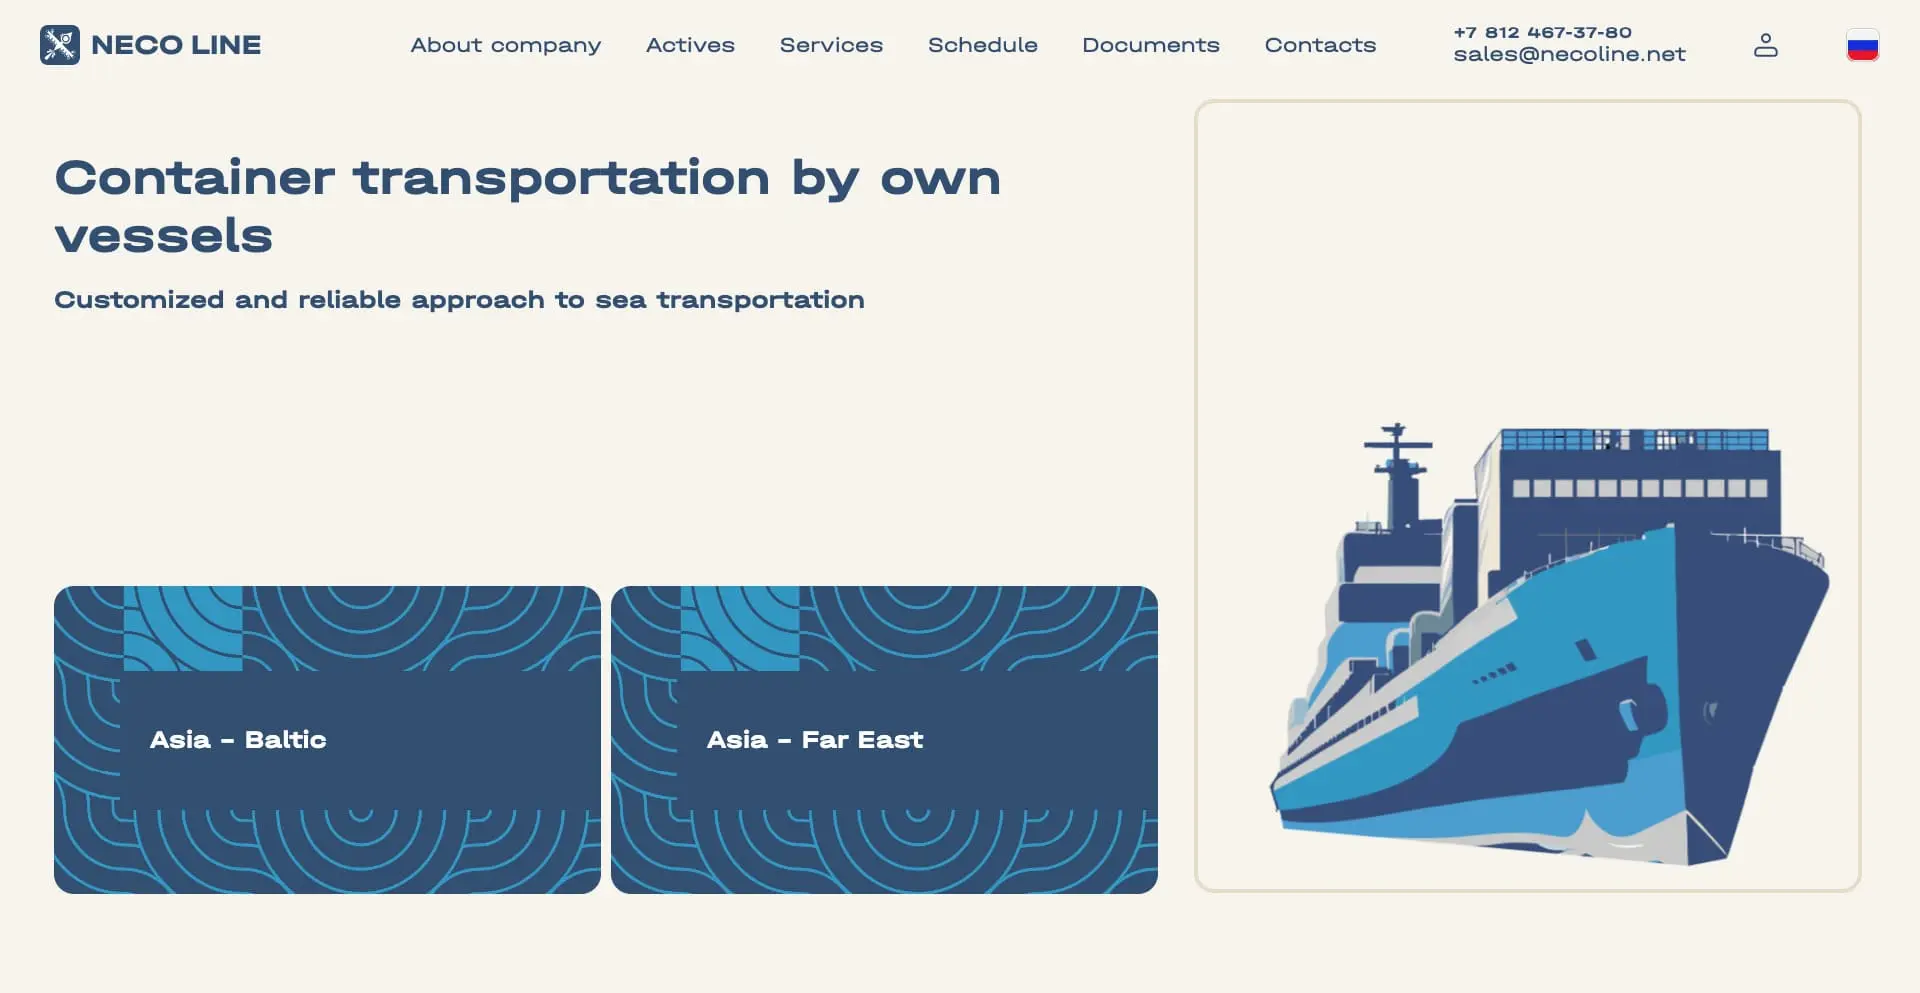 NECO LINE
About company
Actives
Services
Schedule
Documents
Contacts
+7 812 467-37-80
sales@necoline.net
Container transportation by own
vessels
Customized and reliable approach to sea transportation
Asia - Baltic
Asia - Far East